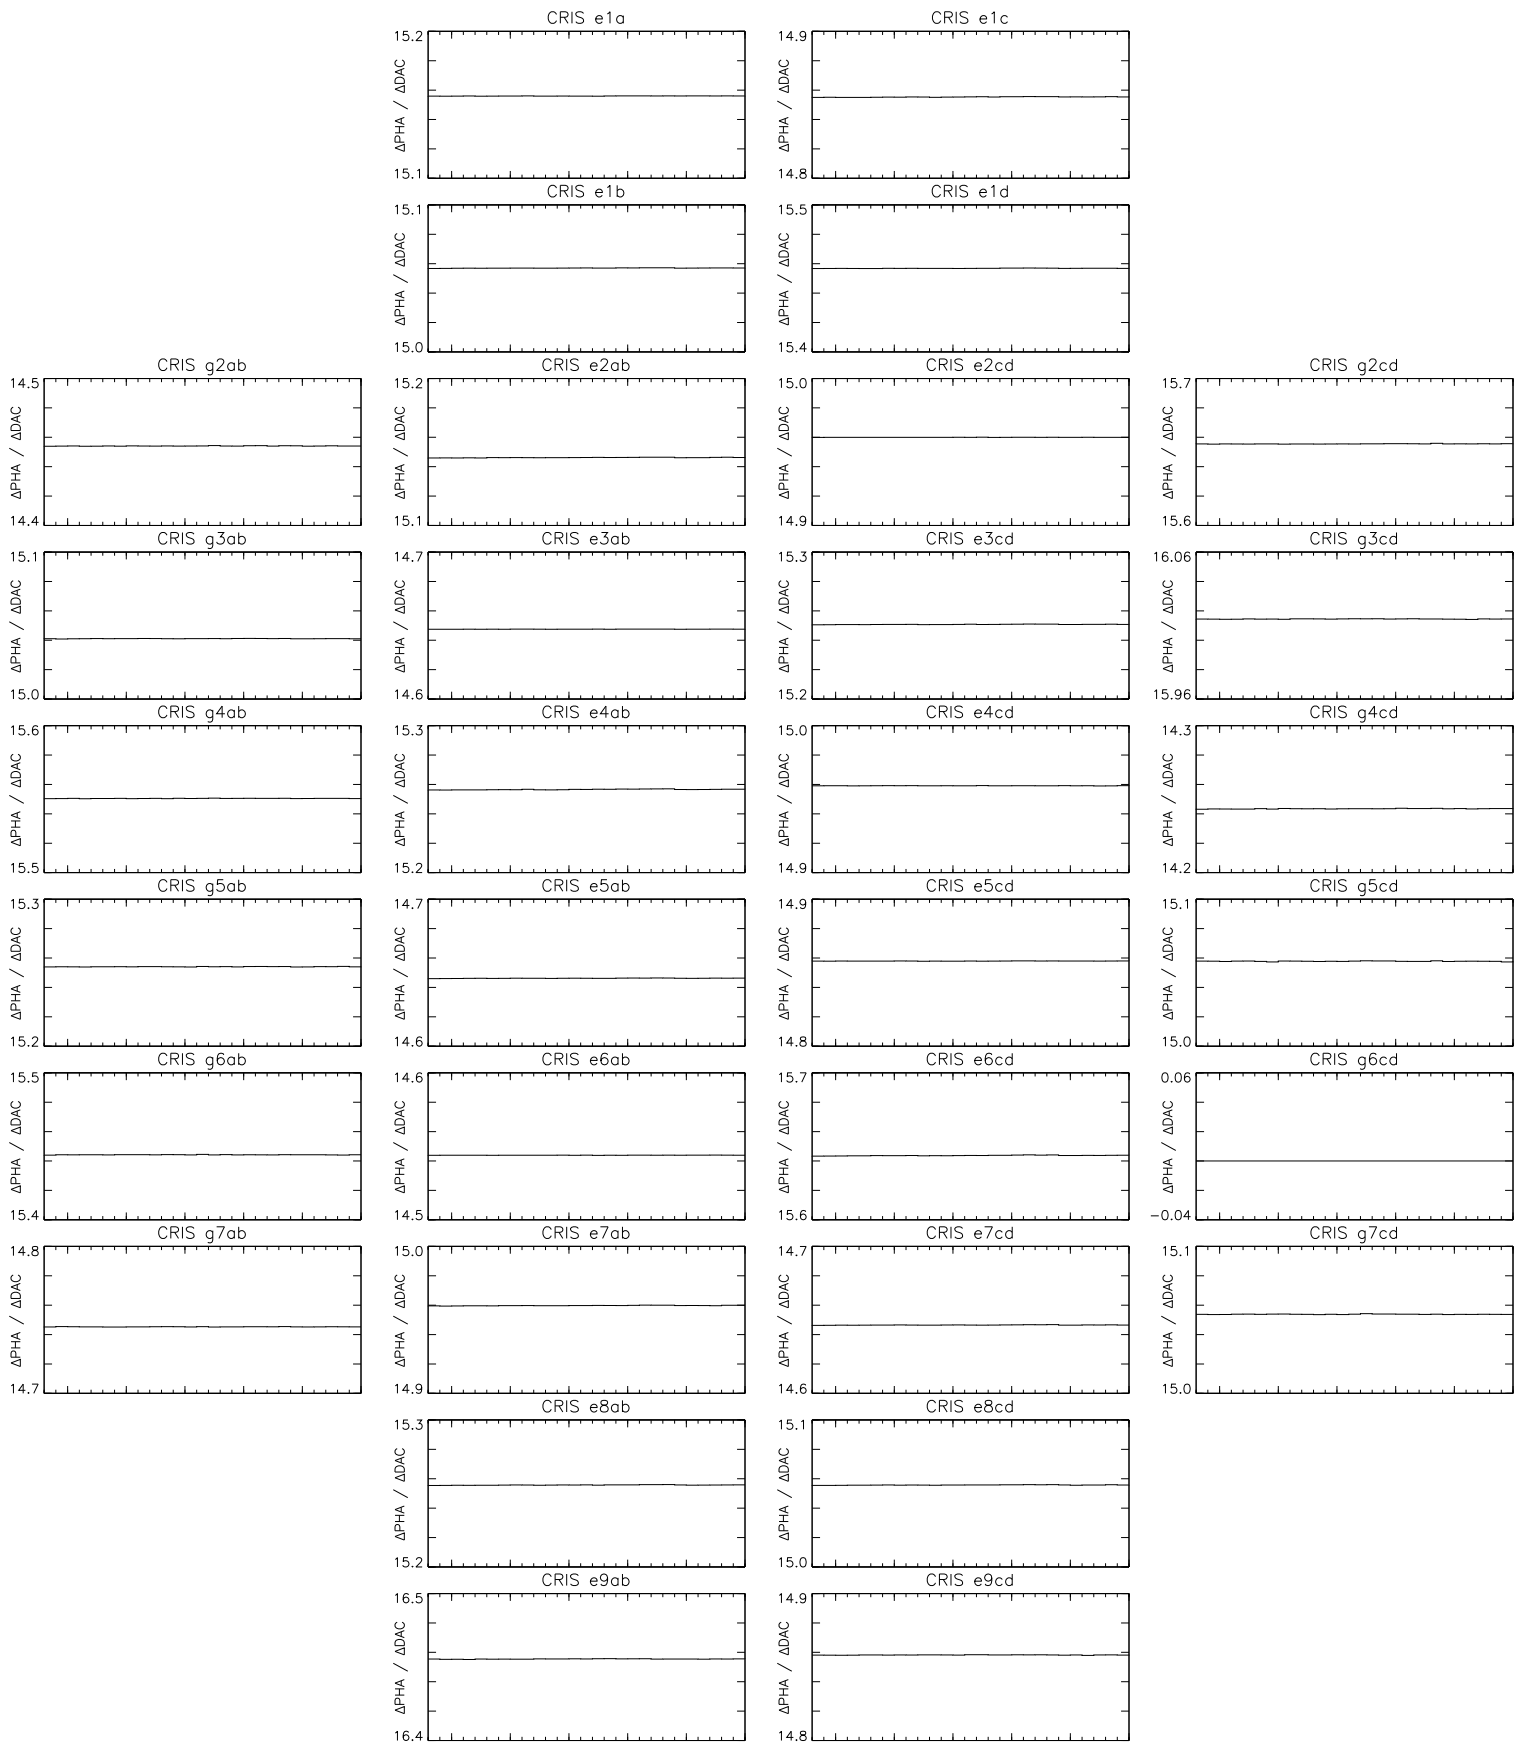 CRIS e1a
15.2
ΔPHA / ΔDAC
15.1
CRIS e1c
14.9
ΔPHA / ΔDAC
14.8
CRIS e1b
15.1
ΔPHA / ΔDAC
15.0
CRIS e1d
15.5
ΔPHA / ΔDAC
15.4
CRIS g2ab
14.5
ΔPHA / ΔDAC
14.4
CRIS e2ab
15.2
ΔPHA / ΔDAC
15.1
CRIS e2cd
15.0
ΔPHA / ΔDAC
14.9
CRIS g2cd
15.7
ΔPHA / ΔDAC
15.6
CRIS g3ab
15.1
ΔPHA / ΔDAC
15.0
CRIS e3ab
14.7
ΔPHA / ΔDAC
14.6
CRIS e3cd
15.3
ΔPHA / ΔDAC
15.2
CRIS g3cd
16.06
ΔPHA / ΔDAC
15.96
CRIS g4ab
15.6
ΔPHA / ΔDAC
15.5
CRIS e4ab
15.3
ΔPHA / ΔDAC
15.2
CRIS e4cd
15.0
ΔPHA / ΔDAC
14.9
CRIS g4cd
14.3
ΔPHA / ΔDAC
14.2
CRIS g5ab
15.3
ΔPHA / ΔDAC
15.2
CRIS e5ab
14.7
ΔPHA / ΔDAC
14.6
CRIS e5cd
14.9
ΔPHA / ΔDAC
14.8
CRIS g5cd
15.1
ΔPHA / ΔDAC
15.0
CRIS g6ab
15.5
ΔPHA / ΔDAC
15.4
CRIS e6ab
14.6
ΔPHA / ΔDAC
14.5
CRIS e6cd
15.7
ΔPHA / ΔDAC
15.6
CRIS g6cd
0.06
ΔPHA / ΔDAC
−0.04
CRIS g7ab
14.8
ΔPHA / ΔDAC
14.7
CRIS e7ab
15.0
ΔPHA / ΔDAC
14.9
CRIS e7cd
14.7
ΔPHA / ΔDAC
14.6
CRIS g7cd
15.1
ΔPHA / ΔDAC
15.0
CRIS e8ab
15.3
ΔPHA / ΔDAC
15.2
CRIS e8cd
15.1
ΔPHA / ΔDAC
15.0
CRIS e9ab
16.5
ΔPHA / ΔDAC
16.4
CRIS e9cd
14.9
ΔPHA / ΔDAC
14.8